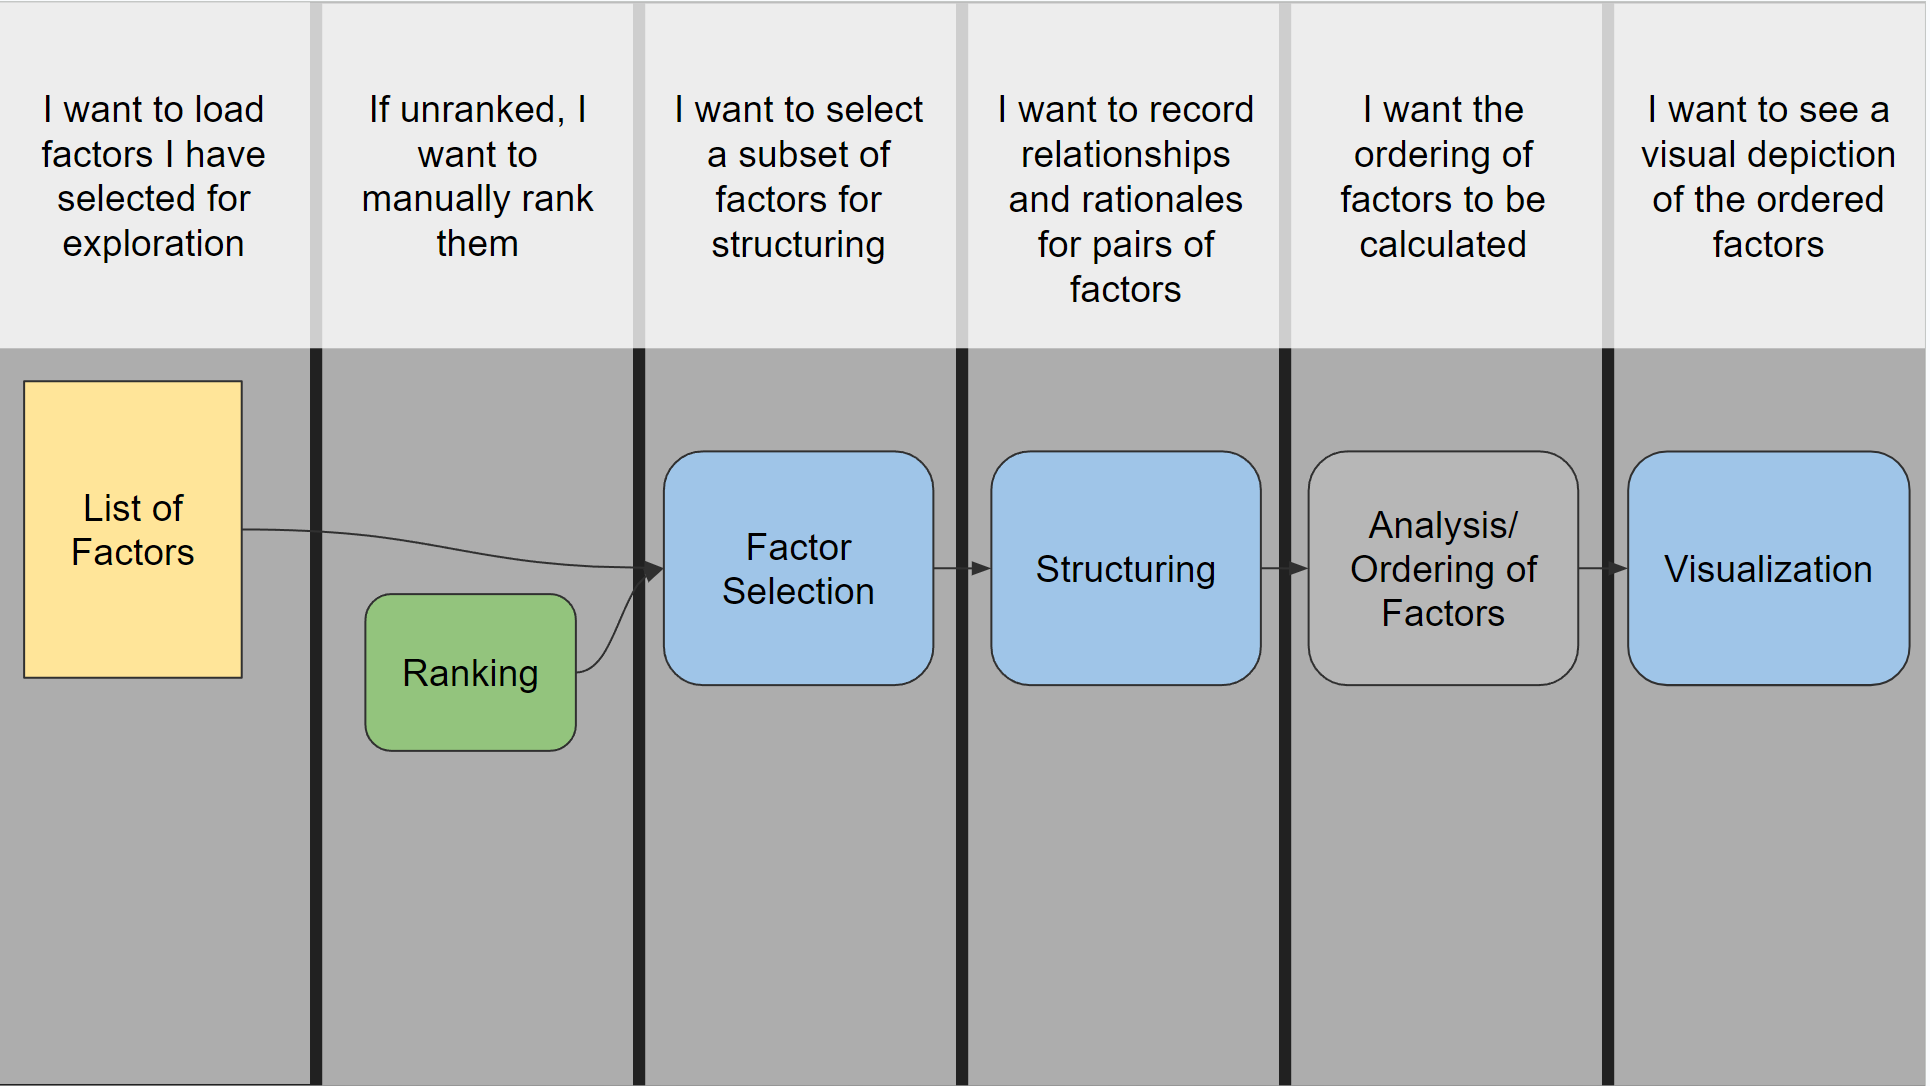 I want to load
factors I have
selected for
exploration
If unranked, I
want to
manually rank
them
I want to select
a subset of
factors for
structuring
I want to record
relationships
and rationales
for pairs of
factors
I want the
ordering of
factors to be
calculated
I want to see a
visual depiction
of the ordered
factors
List of
Factors
Ranking
Factor
Selection
Structuring
Analysis/
Ordering of
Factors
Visualization